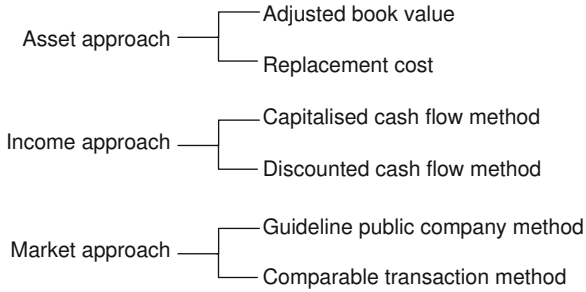 Asset approach
Adjusted book value
Replacement cost
Income approach
Capitalised cash flow method
Discounted cash flow method
Market approach
Guideline public company method
Comparable transaction method